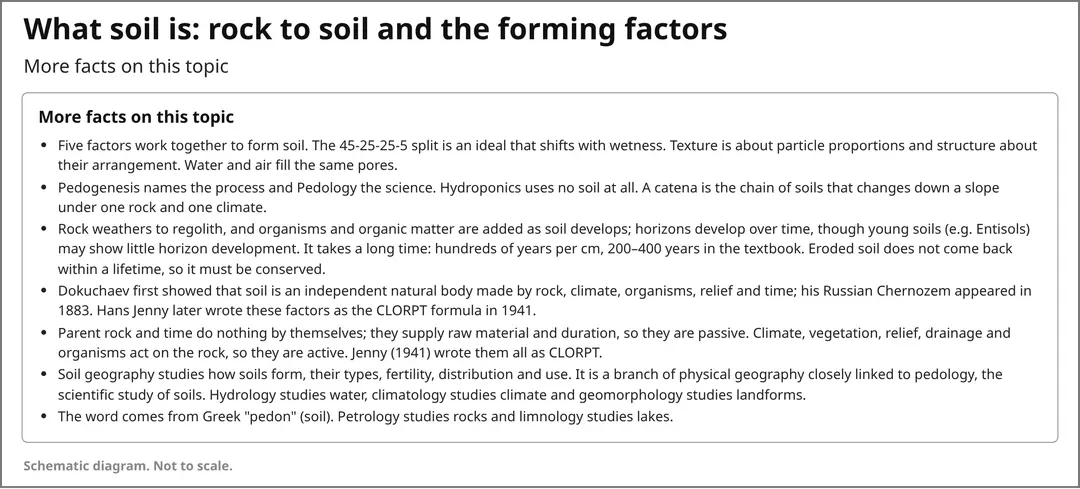 What soil is: rock to soil and the forming factors
More facts on this topic
More facts on this topic
• Five factors work together to form soil. The 45-25-25-5 split is an ideal that shifts with wetness. Texture is about particle proportions and structure about
their arrangement. Water and air fill the same pores.
• Pedogenesis names the process and Pedology the science. Hydroponics uses no soil at all. A catena is the chain of soils that changes down a slope
under one rock and one climate.
• Rock weathers to regolith, and organisms and organic matter are added as soil develops; horizons develop over time, though young soils (e.g. Entisols)
may show little horizon development. It takes a long time: hundreds of years per cm, 200–400 years in the textbook. Eroded soil does not come back
within a lifetime, so it must be conserved.
• Dokuchaev first showed that soil is an independent natural body made by rock, climate, organisms, relief and time; his Russian Chernozem appeared in
1883. Hans Jenny later wrote these factors as the CLORPT formula in 1941.
• Parent rock and time do nothing by themselves; they supply raw material and duration, so they are passive. Climate, vegetation, relief, drainage and
organisms act on the rock, so they are active. Jenny (1941) wrote them all as CLORPT.
• Soil geography studies how soils form, their types, fertility, distribution and use. It is a branch of physical geography closely linked to pedology, the
scientific study of soils. Hydrology studies water, climatology studies climate and geomorphology studies landforms.
• The word comes from Greek "pedon" (soil). Petrology studies rocks and limnology studies lakes.
Schematic diagram. Not to scale.